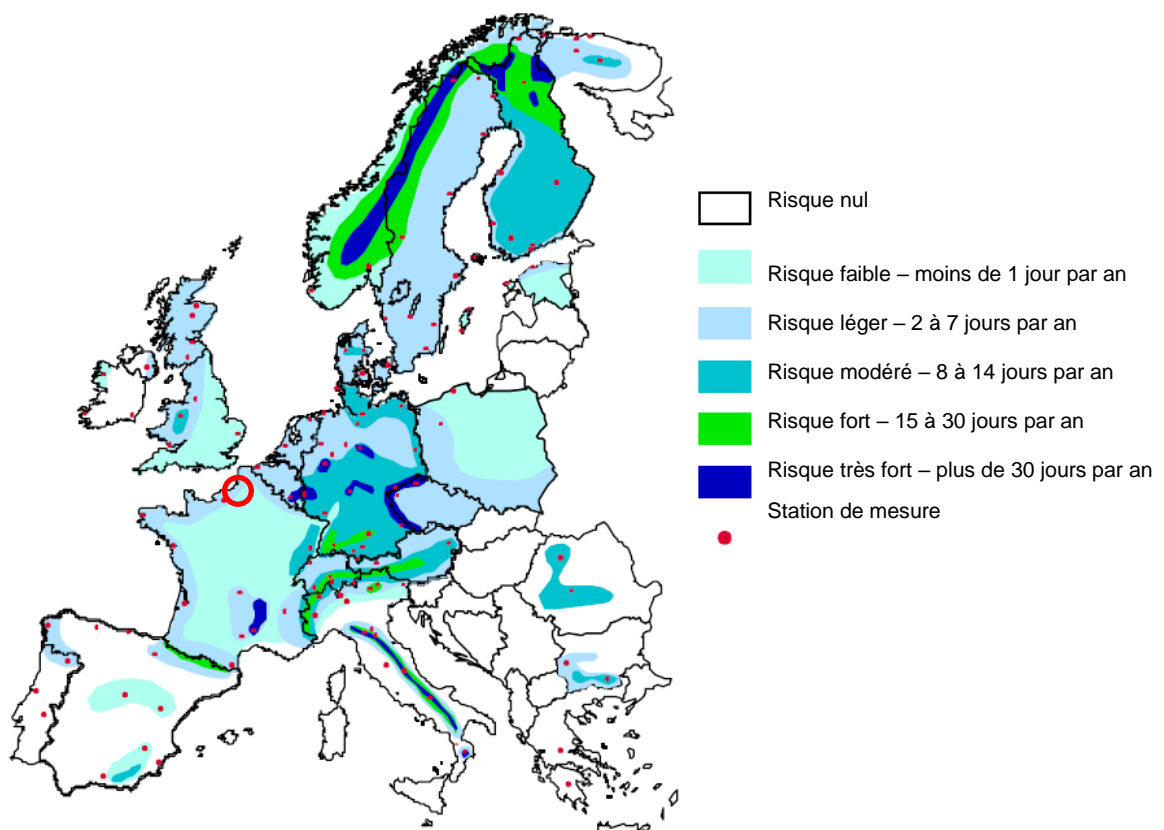 Risque nul
Risque faible – moins de 1 jour par an
Risque léger – 2 à 7 jours par an
Risque modéré – 8 à 14 jours par an
Risque fort – 15 à 30 jours par an
Risque très fort – plus de 30 jours par an
Station de mesure